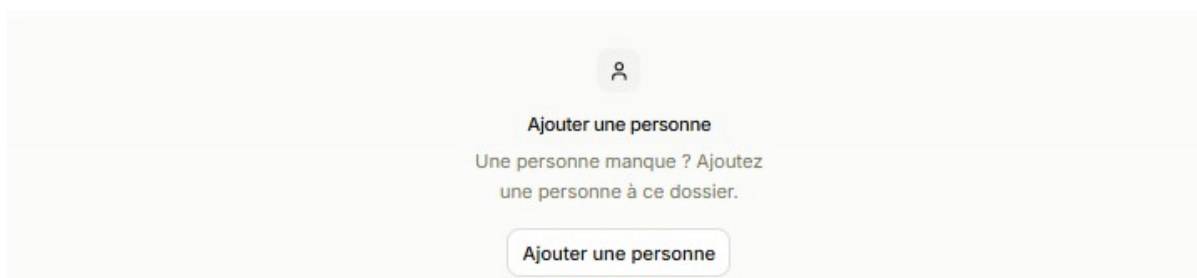 Ajouter une personne
Une personne manque ? Ajoutez
une personne à ce dossier.
Ajouter une personne